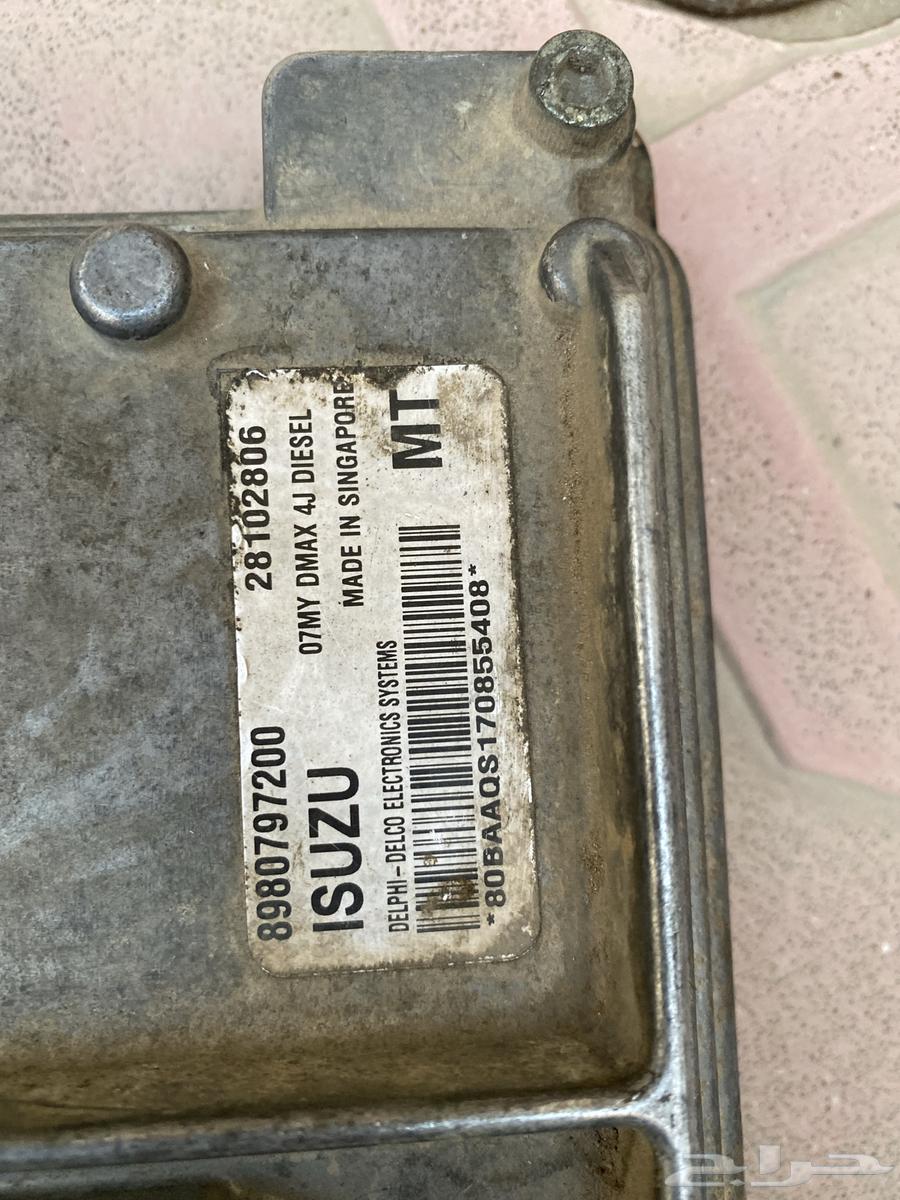 8980797200 28102806
ISUZU 07MY DMAX 4J DIESEL
MADE IN SINGAPORE
DELPHI-DELCO ELECTRONICS SYSTEMS
MT
*80BAAQS170855408*
حراج